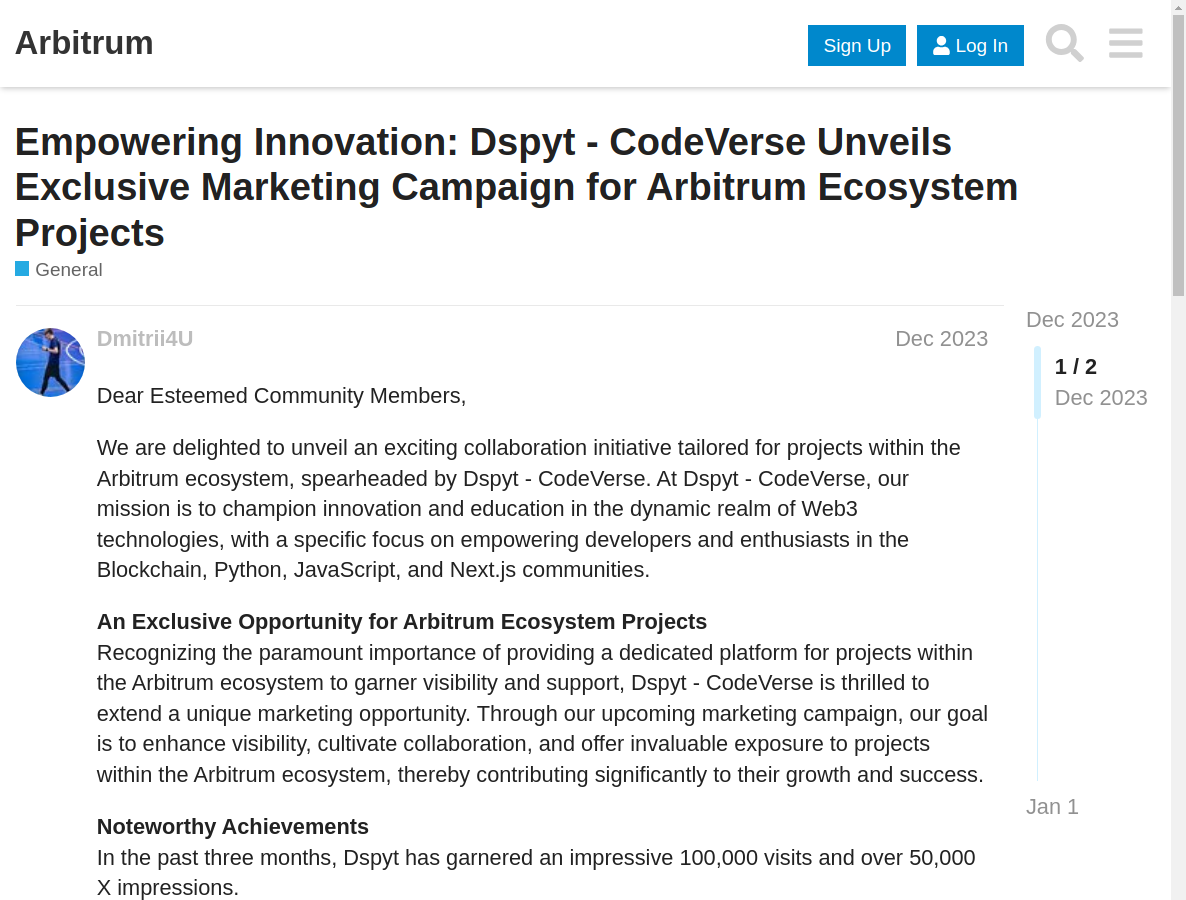 Arbitrum
Sign Up
Log In
Empowering Innovation: Dspyt - CodeVerse Unveils
Exclusive Marketing Campaign for Arbitrum Ecosystem
Projects
General
Dmitrii4U
Dec 2023
Dear Esteemed Community Members,
We are delighted to unveil an exciting collaboration initiative tailored for projects within the
Arbitrum ecosystem, spearheaded by Dspyt - CodeVerse. At Dspyt - CodeVerse, our
mission is to champion innovation and education in the dynamic realm of Web3
technologies, with a specific focus on empowering developers and enthusiasts in the
Blockchain, Python, JavaScript, and Next.js communities.
An Exclusive Opportunity for Arbitrum Ecosystem Projects
Recognizing the paramount importance of providing a dedicated platform for projects within
the Arbitrum ecosystem to garner visibility and support, Dspyt - CodeVerse is thrilled to
extend a unique marketing opportunity. Through our upcoming marketing campaign, our goal
is to enhance visibility, cultivate collaboration, and offer invaluable exposure to projects
within the Arbitrum ecosystem, thereby contributing significantly to their growth and success.
Noteworthy Achievements
In the past three months, Dspyt has garnered an impressive 100,000 visits and over 50,000
X impressions.
Dec 2023
1 / 2
Dec 2023
Jan 1